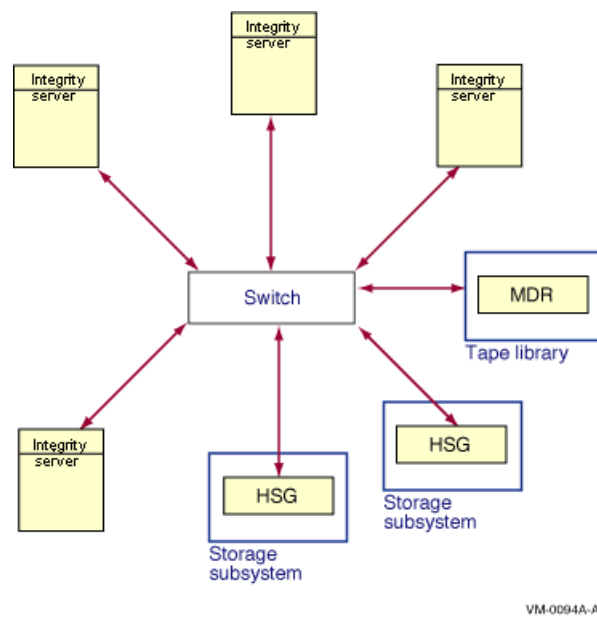 Integrity
server
Integrity
server
Integrity
server
Switch
MDR
Tape library
Integrity
server
HSG
Storage
subsystem
HSG
Storage
subsystem
VM-0094A-A